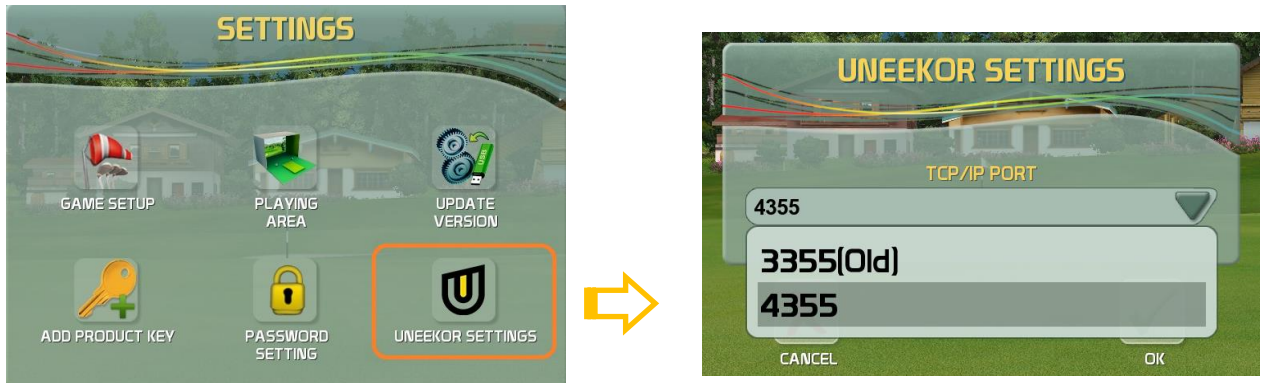 SETTINGS
GAME SETUP
PLAYING
AREA
UPDATE
VERSION
USB
ADD PRODUCT KEY
PASSWORD
SETTING
UNEEKOR SETTINGS
UNEEKOR SETTINGS
TCP/IP PORT
4355
3355(Old)
4355
CANCEL
OK